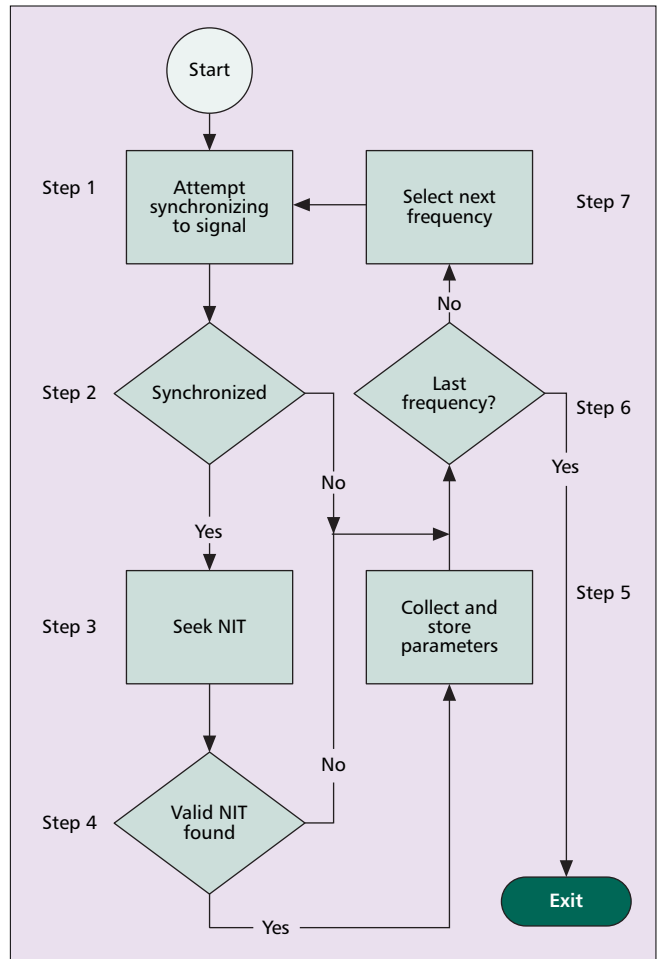 Start
Step 1
Attempt
synchronizing
to signal
Select next
frequency
Step 7
No
Step 2
Synchronized
Last
frequency?
Step 6
No
Yes
Yes
Step 3
Seek NIT
Collect and
store
parameters
Step 5
No
Step 4
Valid NIT
found
Yes
Exit